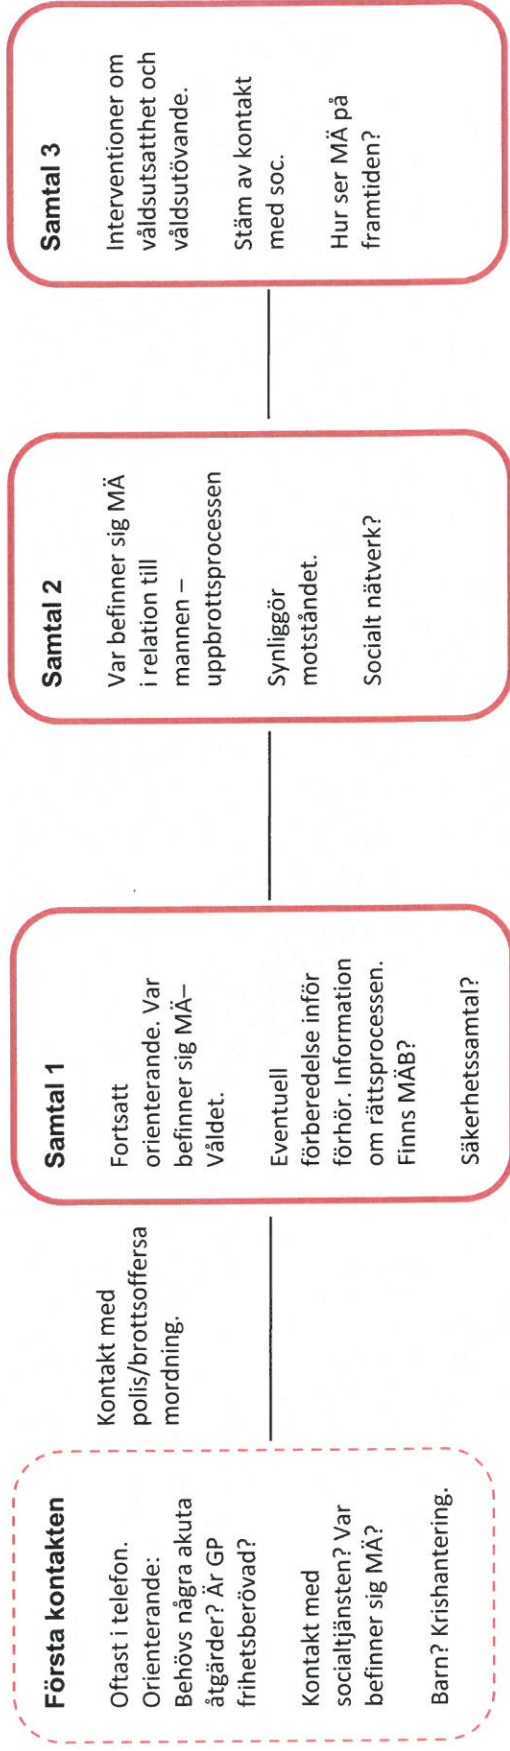 Första kontakten
Oftast i telefon.
Orienterande:
Behövs några akuta
åtgärder? Är GP
frihetsberövad?
Kontakt med
socialtjänsten? Var
befinner sig MÄ?
Barn? Krishantering.
Kontakt med
polis/brottsoffersa
mordning.
Samtal 1
Fortsatt
orienterande. Var
befinner sig MÄ–
Våldet.
Eventuell
förberedelse inför
förhör. Information
om rättsprocessen.
Finns MÄB?
Säkerhetssamtal?
Samtal 2
Var befinner sig MÄ
i relation till
mannen –
uppbrottsprocessen
Synliggör
motståndet.
Socialt nätverk?
Samtal 3
Interventioner om
våldsutsatthet och
våldsutövande.
Stäm av kontakt
med soc.
Hur ser MÄ på
framtiden?